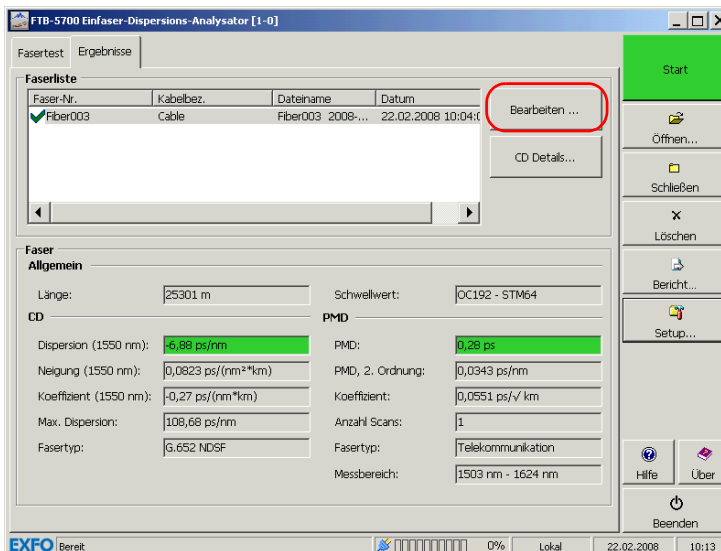 FTB-5700 Einfaser-Dispersions-Analysator [1-0]
Fasertest Ergebnisse
Faserliste
Faser-Nr. Kabelbez. Dateiname Datum
Fiber003 Cable Fiber003 2008-... 22.02.2008 10:04:0
Bearbeiten ...
CD Details...
Faser
Allgemein
Länge: 25301 m Schwellwert: OC192 - STM64
CD PMD
Dispersion (1550 nm): -6,88 ps/nm PMD: 0,28 ps
Neigung (1550 nm): 0,0823 ps/(nm²*km) PMD, 2. Ordnung: 0,0343 ps/nm
Koeffizient (1550 nm): -0,27 ps/(nm*km) Koeffizient: 0,0551 ps/√ km
Max. Dispersion: 108,68 ps/nm Anzahl Scans: 1
Fasertyp: G.652 NDSF Fasertyp: Telekommunikation
Messbereich: 1503 nm - 1624 nm
Start
Öffnen...
Schließen
Löschen
Bericht...
Setup...
Hilfe Über
Beenden
EXFO Bereit 0% Lokal 22.02.2008 10:13